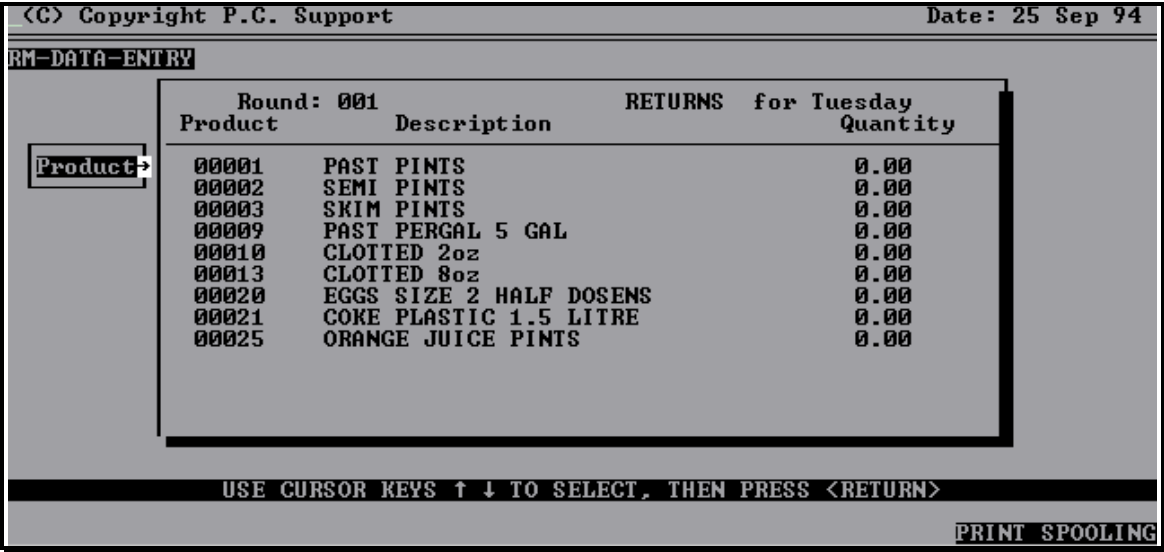 (C) Copyright P.C. Support Date: 25 Sep 94
RM-DATA-ENTRY
Round: 001 RETURNS for Tuesday
Product Description Quantity
Product→ 00001 PAST PINTS 0.00
00002 SEMI PINTS 0.00
00003 SKIM PINTS 0.00
00009 PAST PERGAL 5 GAL 0.00
00010 CLOTTED 2oz 0.00
00013 CLOTTED 8oz 0.00
00020 EGGS SIZE 2 HALF DOSENS 0.00
00021 COKE PLASTIC 1.5 LITRE 0.00
00025 ORANGE JUICE PINTS 0.00
USE CURSOR KEYS ↑ ↓ TO SELECT, THEN PRESS <RETURN>
PRINT SPOOLING